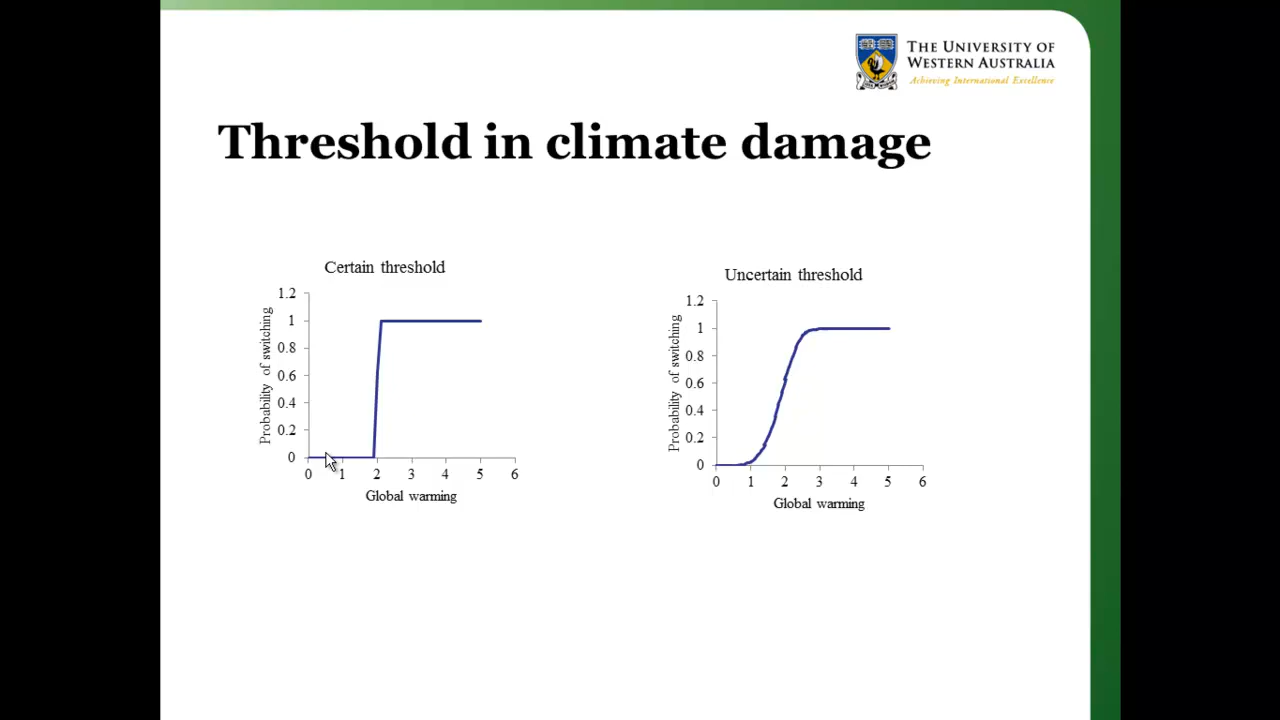 THE UNIVERSITY OF
WESTERN AUSTRALIA
Achieving International Excellence
Threshold in climate damage
Certain threshold
Probability of switching
1.2
1
0.8
0.6
0.4
0.2
0
0 1 2 3 4 5 6
Global warming
Uncertain threshold
Probability of switching
1.2
1
0.8
0.6
0.4
0.2
0
0 1 2 3 4 5 6
Global warming